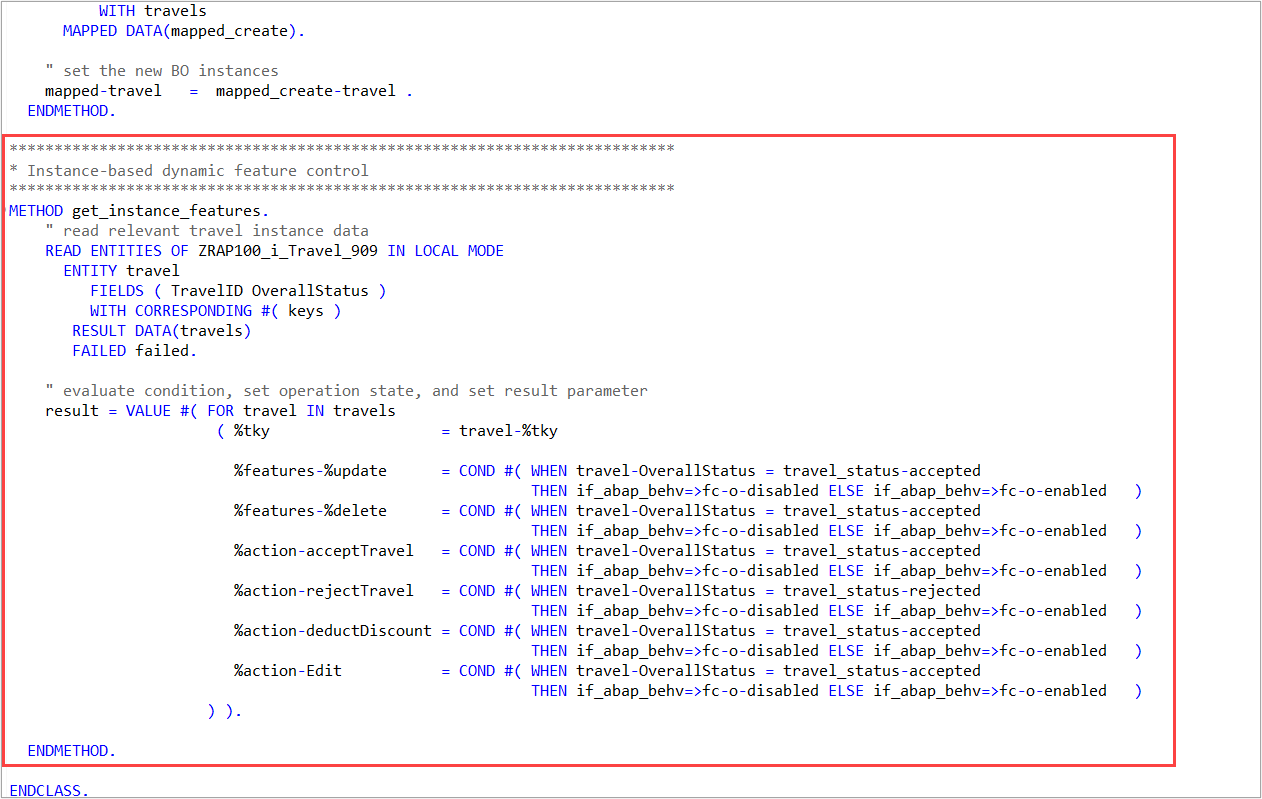 WITH travels
MAPPED DATA(mapped_create).
" set the new BO instances
mapped-travel   =  mapped_create-travel .
ENDMETHOD.
**************************************************************************
* Instance-based dynamic feature control
**************************************************************************
METHOD get_instance_features.
" read relevant travel instance data
READ ENTITIES OF ZRAP100_i_Travel_909 IN LOCAL MODE
ENTITY travel
FIELDS ( TravelID OverallStatus )
WITH CORRESPONDING #( keys )
RESULT DATA(travels)
FAILED failed.
" evaluate condition, set operation state, and set result parameter
result = VALUE #( FOR travel IN travels
( %tky                   = travel-%tky
%features-%update      = COND #( WHEN travel-OverallStatus = travel_status-accepted
THEN if_abap_behv=>fc-o-disabled ELSE if_abap_behv=>fc-o-enabled   )
%features-%delete      = COND #( WHEN travel-OverallStatus = travel_status-accepted
THEN if_abap_behv=>fc-o-disabled ELSE if_abap_behv=>fc-o-enabled   )
%action-acceptTravel   = COND #( WHEN travel-OverallStatus = travel_status-accepted
THEN if_abap_behv=>fc-o-disabled ELSE if_abap_behv=>fc-o-enabled   )
%action-rejectTravel   = COND #( WHEN travel-OverallStatus = travel_status-rejected
THEN if_abap_behv=>fc-o-disabled ELSE if_abap_behv=>fc-o-enabled   )
%action-deductDiscount = COND #( WHEN travel-OverallStatus = travel_status-accepted
THEN if_abap_behv=>fc-o-disabled ELSE if_abap_behv=>fc-o-enabled   )
%action-Edit           = COND #( WHEN travel-OverallStatus = travel_status-accepted
THEN if_abap_behv=>fc-o-disabled ELSE if_abap_behv=>fc-o-enabled   )
) ).
ENDMETHOD.
ENDCLASS.